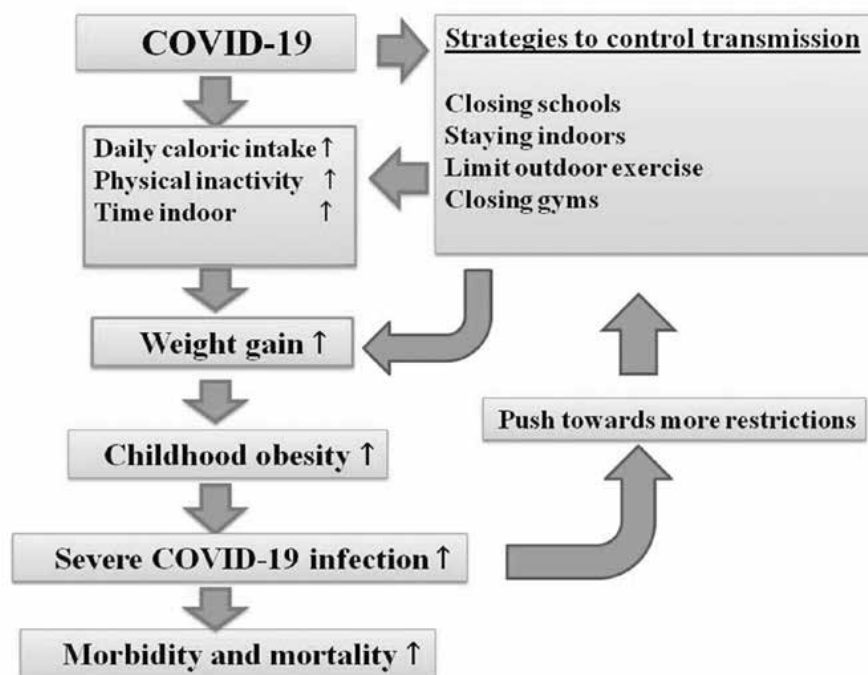 COVID-19
Strategies to control transmission
Closing schools
Staying indoors
Limit outdoor exercise
Closing gyms
Daily caloric intake ↑
Physical inactivity ↑
Time indoor ↑
Weight gain ↑
Push towards more restrictions
Childhood obesity ↑
Severe COVID-19 infection ↑
Morbidity and mortality ↑